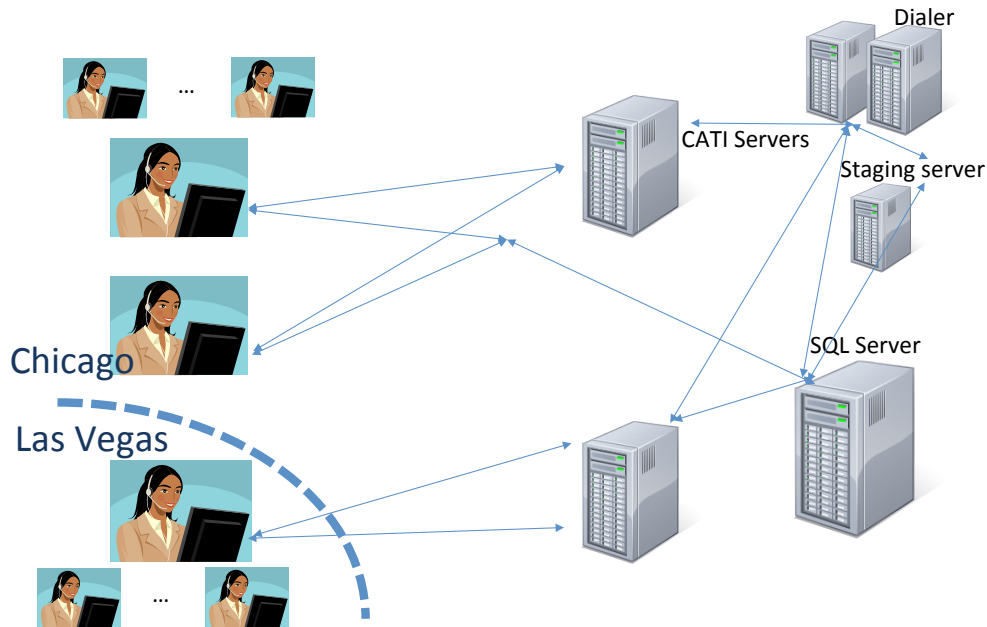 Dialer
...
CATI Servers
Staging server
SQL Server
Chicago
Las Vegas
...